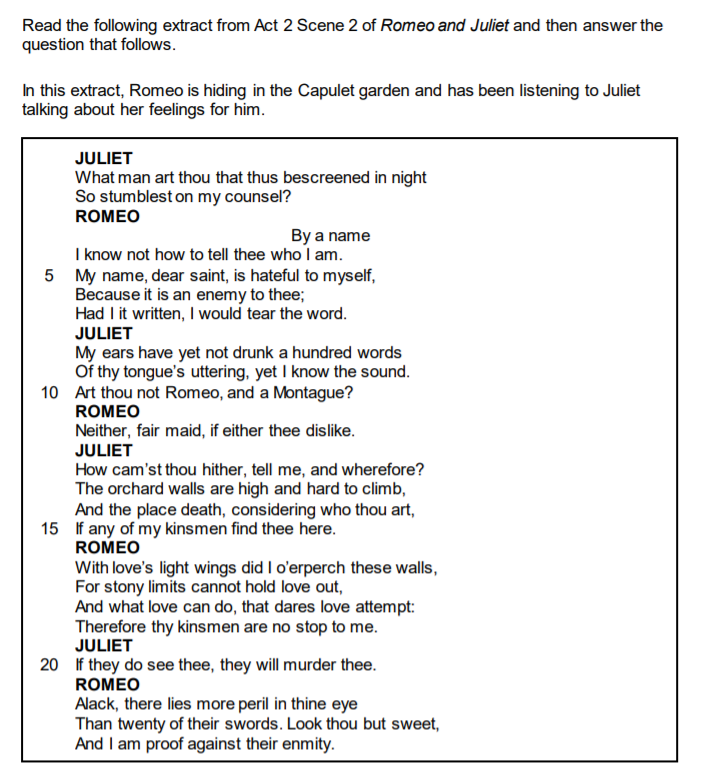 Read the following extract from Act 2 Scene 2 of Romeo and Juliet and then answer the
question that follows.
In this extract, Romeo is hiding in the Capulet garden and has been listening to Juliet
talking about her feelings for him.
JULIET
What man art thou that thus bescreened in night
So stumblest on my counsel?
ROMEO
By a name
I know not how to tell thee who I am.
5 My name, dear saint, is hateful to myself,
Because it is an enemy to thee;
Had I it written, I would tear the word.
JULIET
My ears have yet not drunk a hundred words
Of thy tongue's uttering, yet I know the sound.
10 Art thou not Romeo, and a Montague?
ROMEO
Neither, fair maid, if either thee dislike.
JULIET
How cam'st thou hither, tell me, and wherefore?
The orchard walls are high and hard to climb,
And the place death, considering who thou art,
15 If any of my kinsmen find thee here.
ROMEO
With love's light wings did I o'erperch these walls,
For stony limits cannot hold love out,
And what love can do, that dares love attempt:
Therefore thy kinsmen are no stop to me.
JULIET
20 If they do see thee, they will murder thee.
ROMEO
Alack, there lies more peril in thine eye
Than twenty of their swords. Look thou but sweet,
And I am proof against their enmity.